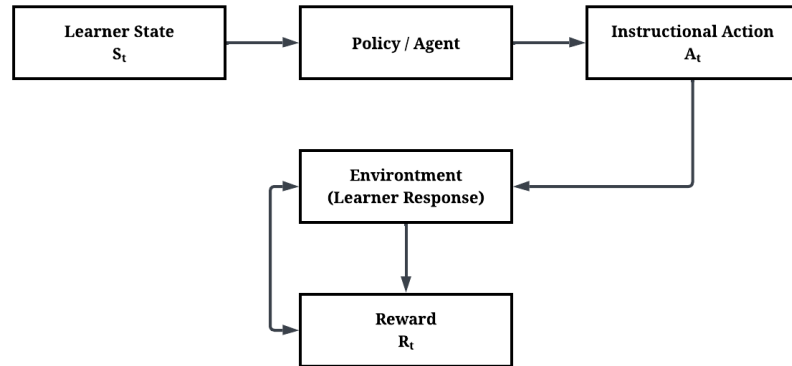 Learner State
Sₜ
Policy / Agent
Instructional Action
Aₜ
Environtment
(Learner Response)
Reward
Rₜ